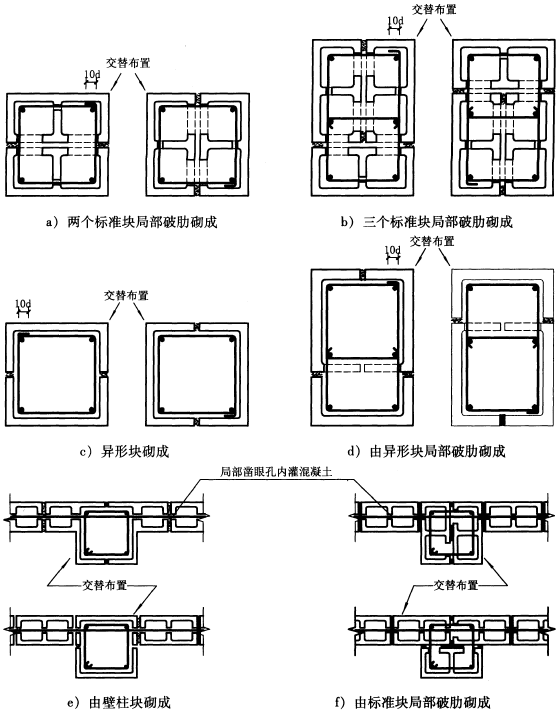 交替布置
10d
交替布置
10d
a）两个标准块局部破肋砌成
b）三个标准块局部破肋砌成
交替布置
10d
交替布置
10d
c）异形块砌成
d）由异形块局部破肋砌成
局部凿眼孔内灌混凝土
交替布置
交替布置
e）由壁柱块砌成
f）由标准块局部破肋砌成